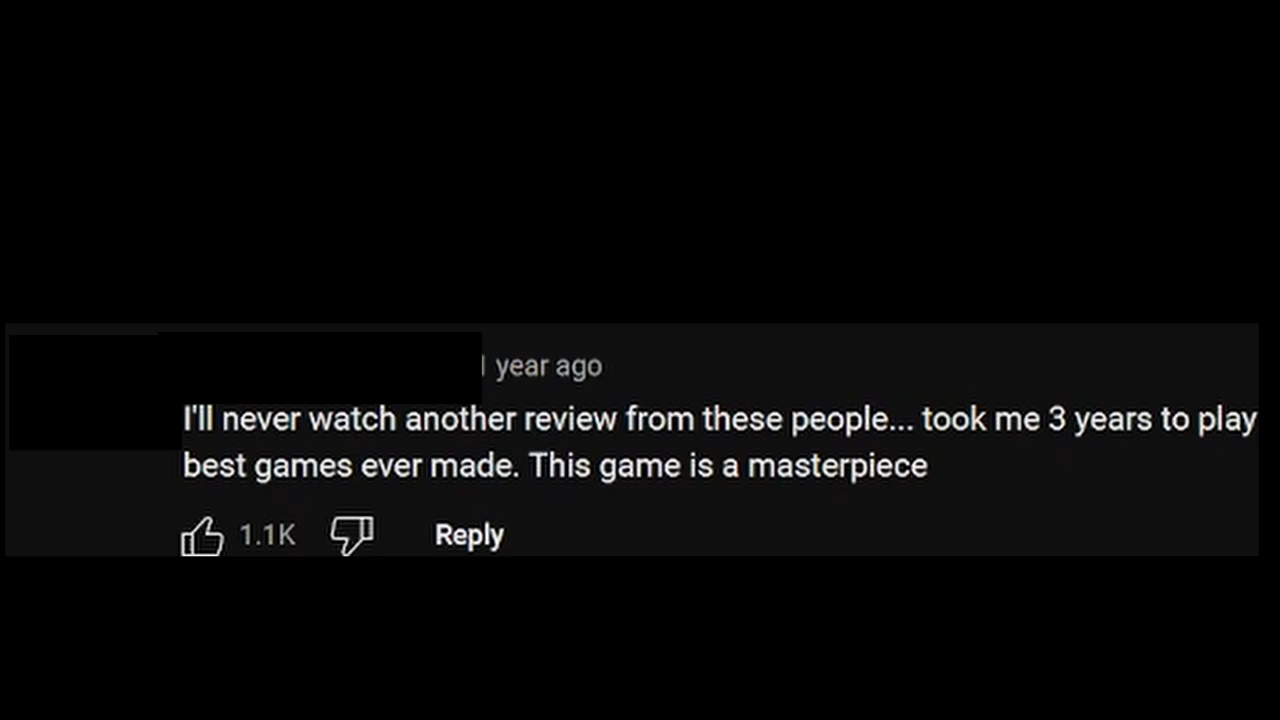 1 year ago
I'll never watch another review from these people... took me 3 years to play
best games ever made. This game is a masterpiece
1.1K
Reply